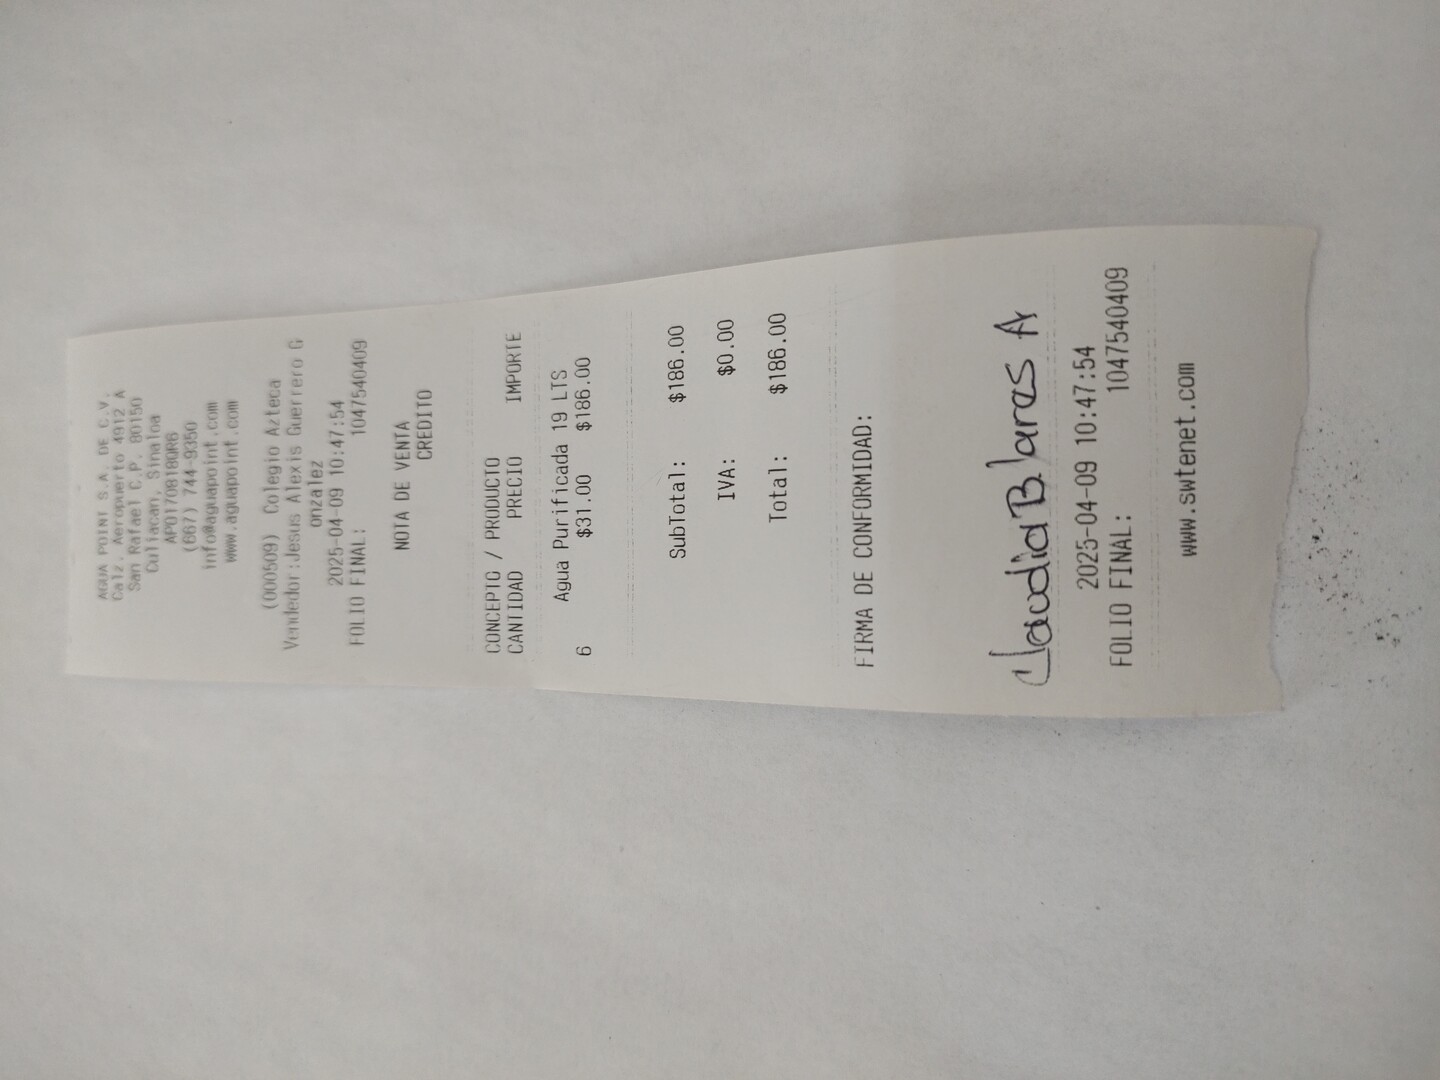 AGUA POINT S.A. DE C.V.
Calz. Aeropuerto 4912 A
San Rafael C.P. 80150
Culiacan, Sinaloa
APO170818QR6
(667) 744-9350
info@aguapoint.com
www.aguapoint.com
(000509) Colegio Azteca
Vendedor:Jesus Alexis Guerrero G
onzalez
2025-04-09 10:47:54
FOLIO FINAL: 1047540409
NOTA DE VENTA
CREDITO
CONCEPTO / PRODUCTO
CANTIDAD PRECIO IMPORTE
Agua Purificada 19 LTS
6 $31.00 $186.00
SubTotal: $186.00
IVA: $0.00
Total: $186.00
FIRMA DE CONFORMIDAD:
Claudia Blares A
2025-04-09 10:47:54
FOLIO FINAL: 1047540409
www.swtenet.com